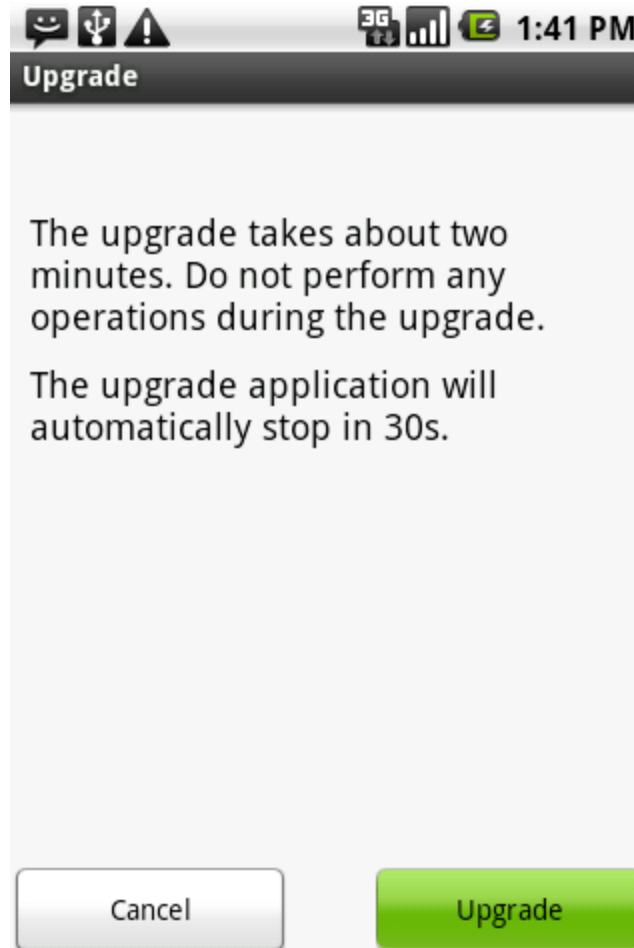 3G
1:41 PM
Upgrade
The upgrade takes about two
minutes. Do not perform any
operations during the upgrade.
The upgrade application will
automatically stop in 30s.
Cancel
Upgrade